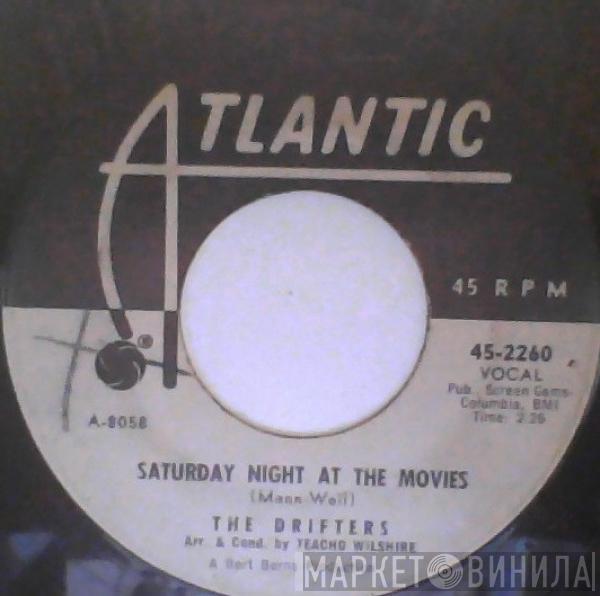 ATLANTIC
45 RPM
®
45-2260
VOCAL
Pub. Screen Gems-
Columbia, BMI
Time: 2:26
A-8058
SATURDAY NIGHT AT THE MOVIES
(Mann Weil)
THE DRIFTERS
Arr. & Cond. by TEACHO WILSHIRE
A Bert Berns
МАРКЕТ ВИНИЛА